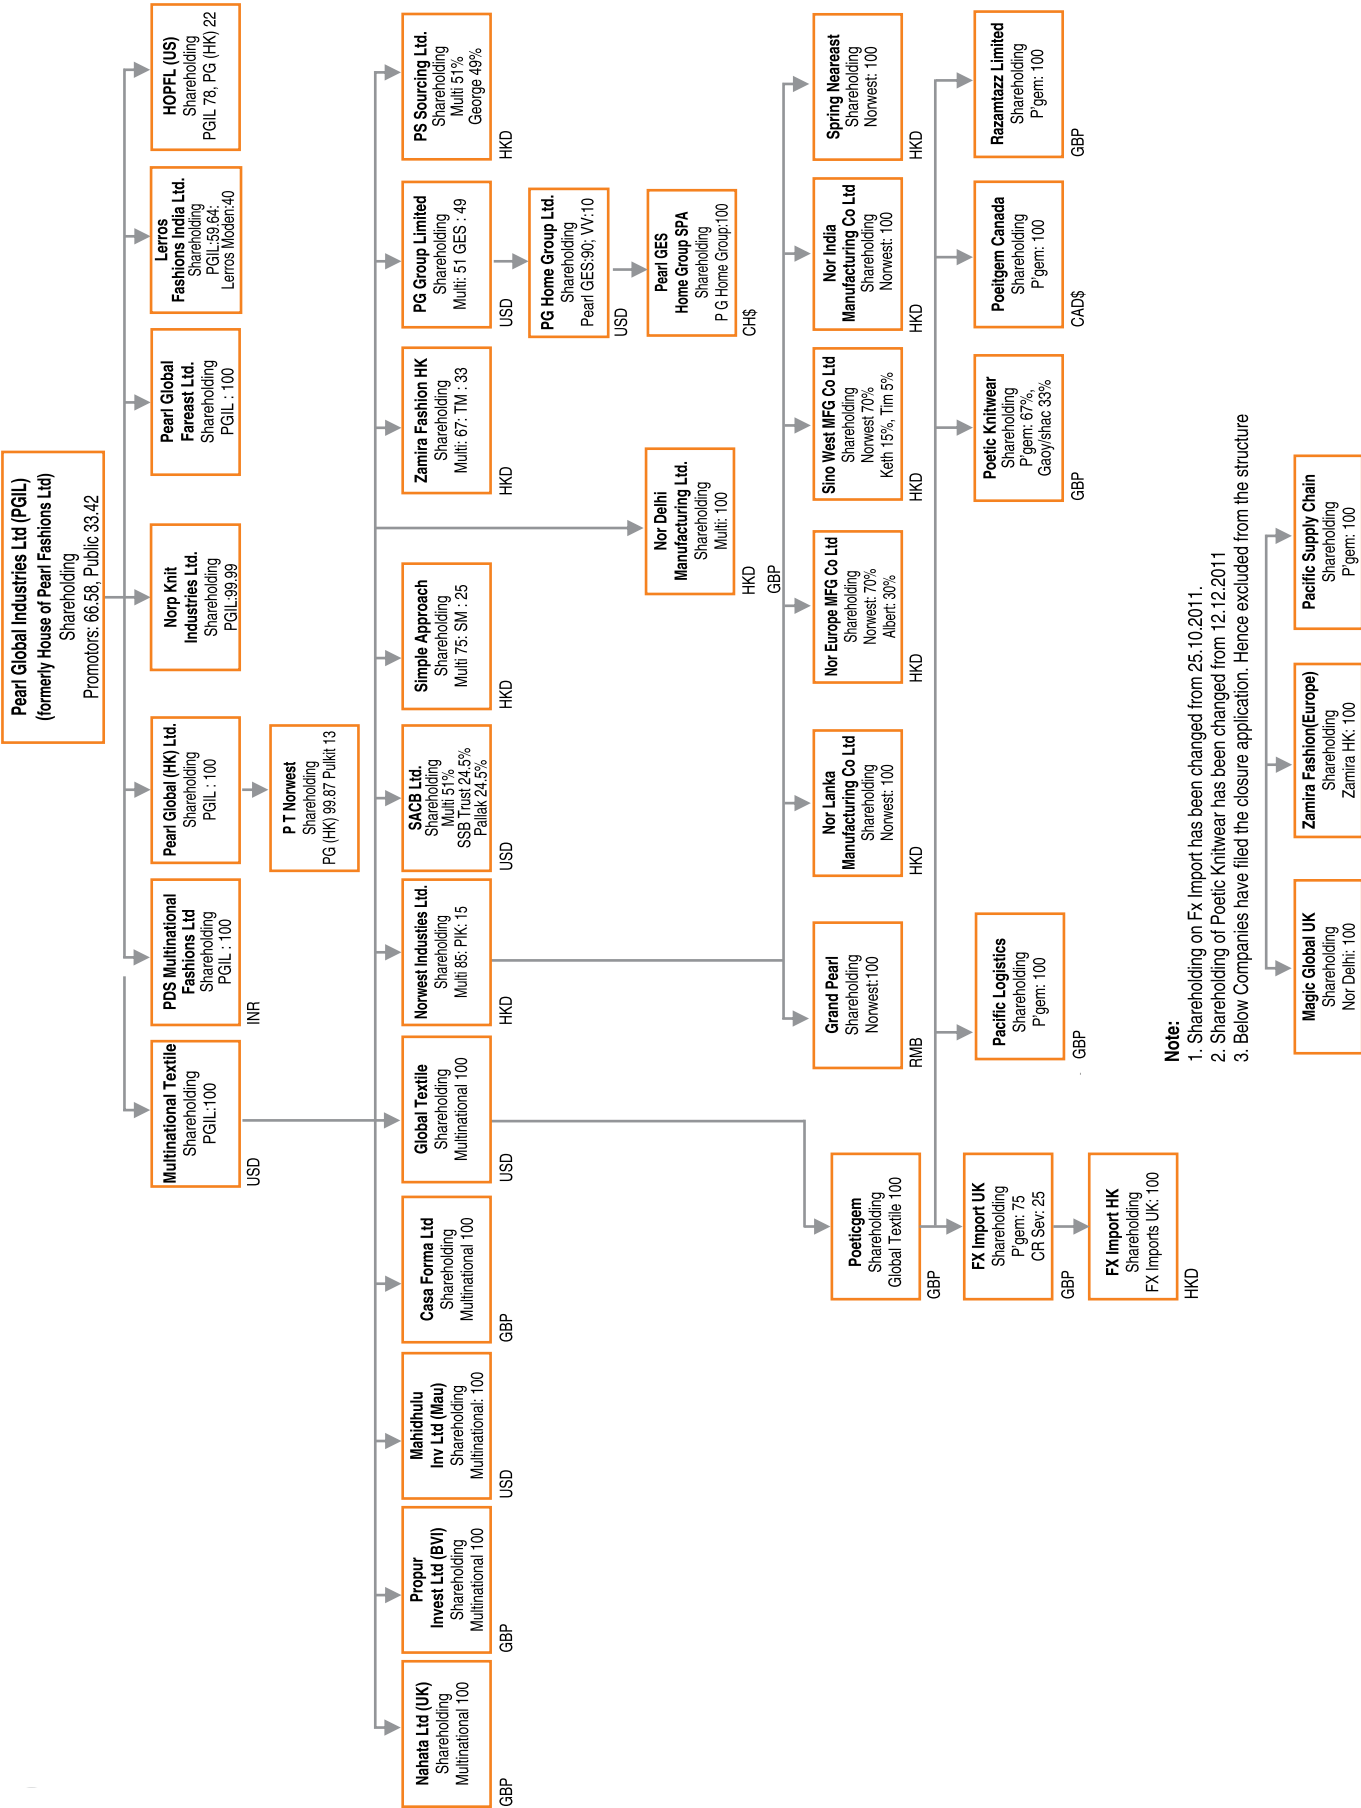 Pearl Global Industries Ltd (PGIL)
(formerly House of Pearl Fashions Ltd)
Shareholding
Promotors: 66.58, Public 33.42
Multinational Textile
Shareholding
PGIL:100
USD
PDS Multinational
Fashions Ltd
Shareholding
PGIL : 100
INR
Pearl Global (HK) Ltd.
Shareholding
PGIL : 100
Norp Knit
Industries Ltd.
Shareholding
PGIL:99.99
Pearl Global
Fareast Ltd.
Shareholding
PGIL : 100
Lerros
Fashions India Ltd.
Shareholding
PGIL:59.64:
Lerros Moden:40
HOPFL (US)
Shareholding
PGIL 78, PG (HK) 22
P T Norwest
Shareholding
PG (HK) 99.87 Pulkit 13
Nahata Ltd (UK)
Shareholding
Multinational 100
GBP
Propur
Invest Ltd (BVI)
Shareholding
Multinational 100
GBP
Mahidhulu
Inv Ltd (Mau)
Shareholding
Multinational: 100
USD
Casa Forma Ltd
Shareholding
Multinational 100
GBP
Global Textile
Shareholding
Multinational 100
USD
Norwest Industies Ltd.
Shareholding
Multi 85: PIK: 15
HKD
SACB Ltd.
Shareholding
Multi 51%
SSB Trust 24.5%
Pallak 24.5%
USD
Simple Approach
Shareholding
Multi 75: SM : 25
HKD
Zamira Fashion HK
Shareholding
Multi: 67: TM : 33
HKD
PG Group Limited
Shareholding
Multi: 51 GES : 49
USD
PS Sourcing Ltd.
Shareholding
Multi 51%
George 49%
HKD
PG Home Group Ltd.
Shareholding
Pearl GES:90; VV:10
USD
Nor Delhi
Manufacturing Ltd.
Shareholding
Multi: 100
HKD
GBP
Pearl GES
Home Group SPA
Shareholding
P G Home Group:100
CH$
Grand Pearl
Shareholding
Norwest:100
RMB
Nor Lanka
Manufacturing Co Ltd
Shareholding
Norwest: 100
HKD
Nor Europe MFG Co Ltd
Shareholding
Norwest: 70%
Albert: 30%
HKD
Sino West MFG Co Ltd
Shareholding
Norwest 70%
Keth 15%, Tim 5%
HKD
Nor India
Manufacturing Co Ltd
Shareholding
Norwest: 100
HKD
Spring Neareast
Shareholding
Norwest: 100
HKD
Poeticgem
Shareholding
Global Textile 100
GBP
FX Import UK
Shareholding
P'gem: 75
CR Sev: 25
GBP
Pacific Logistics
Shareholding
P'gem: 100
GBP
Poetic Knitwear
Shareholding
P'gem: 67%,
Gaoy/shac 33%
GBP
Poeitgem Canada
Shareholding
P'gem: 100
CAD$
Razamtazz Limited
Shareholding
P'gem: 100
GBP
FX Import HK
Shareholding
FX Imports UK: 100
HKD
Note:
1. Shareholding on Fx Import has been changed from 25.10.2011.
2. Shareholding of Poetic Knitwear has been changed from 12.12.2011
3. Below Companies have filed the closure application. Hence excluded from the structure
Magic Global UK
Shareholding
Nor Delhi: 100
Zamira Fashion(Europe)
Shareholding
Zamira HK: 100
Pacific Supply Chain
Shareholding
P'gem: 100